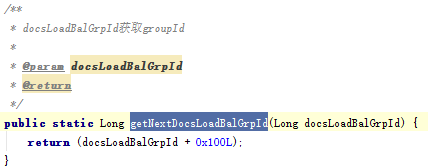 /**
 * docsLoadBalGrpId获取groupId
 *
 * @param docsLoadBalGrpId
 * @return
 */
public static Long getNextDocsLoadBalGrpId(Long docsLoadBalGrpId) {
    return (docsLoadBalGrpId + 0x100L);
}